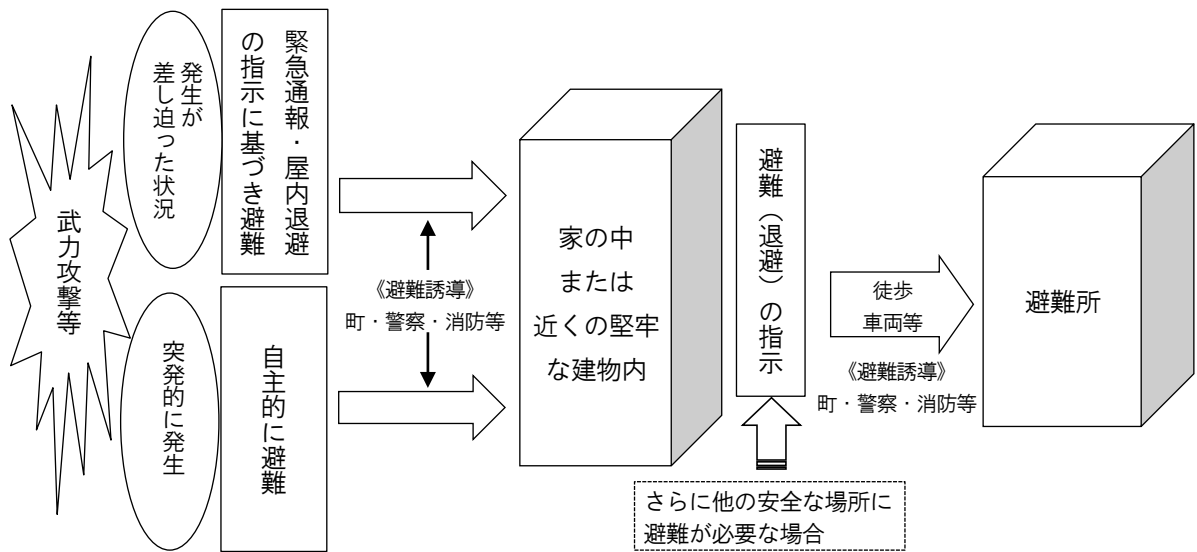 武力攻撃等
発生が
差し迫った状況
緊急通報・屋内退避
の指示に基づき避難
突発的に発生
自主的に避難
《避難誘導》
町・警察・消防等
家の中
または
近くの堅牢
な建物内
避難（退避）の指示
さらに他の安全な場所に
避難が必要な場合
徒歩
車両等
《避難誘導》
町・警察・消防等
避難所